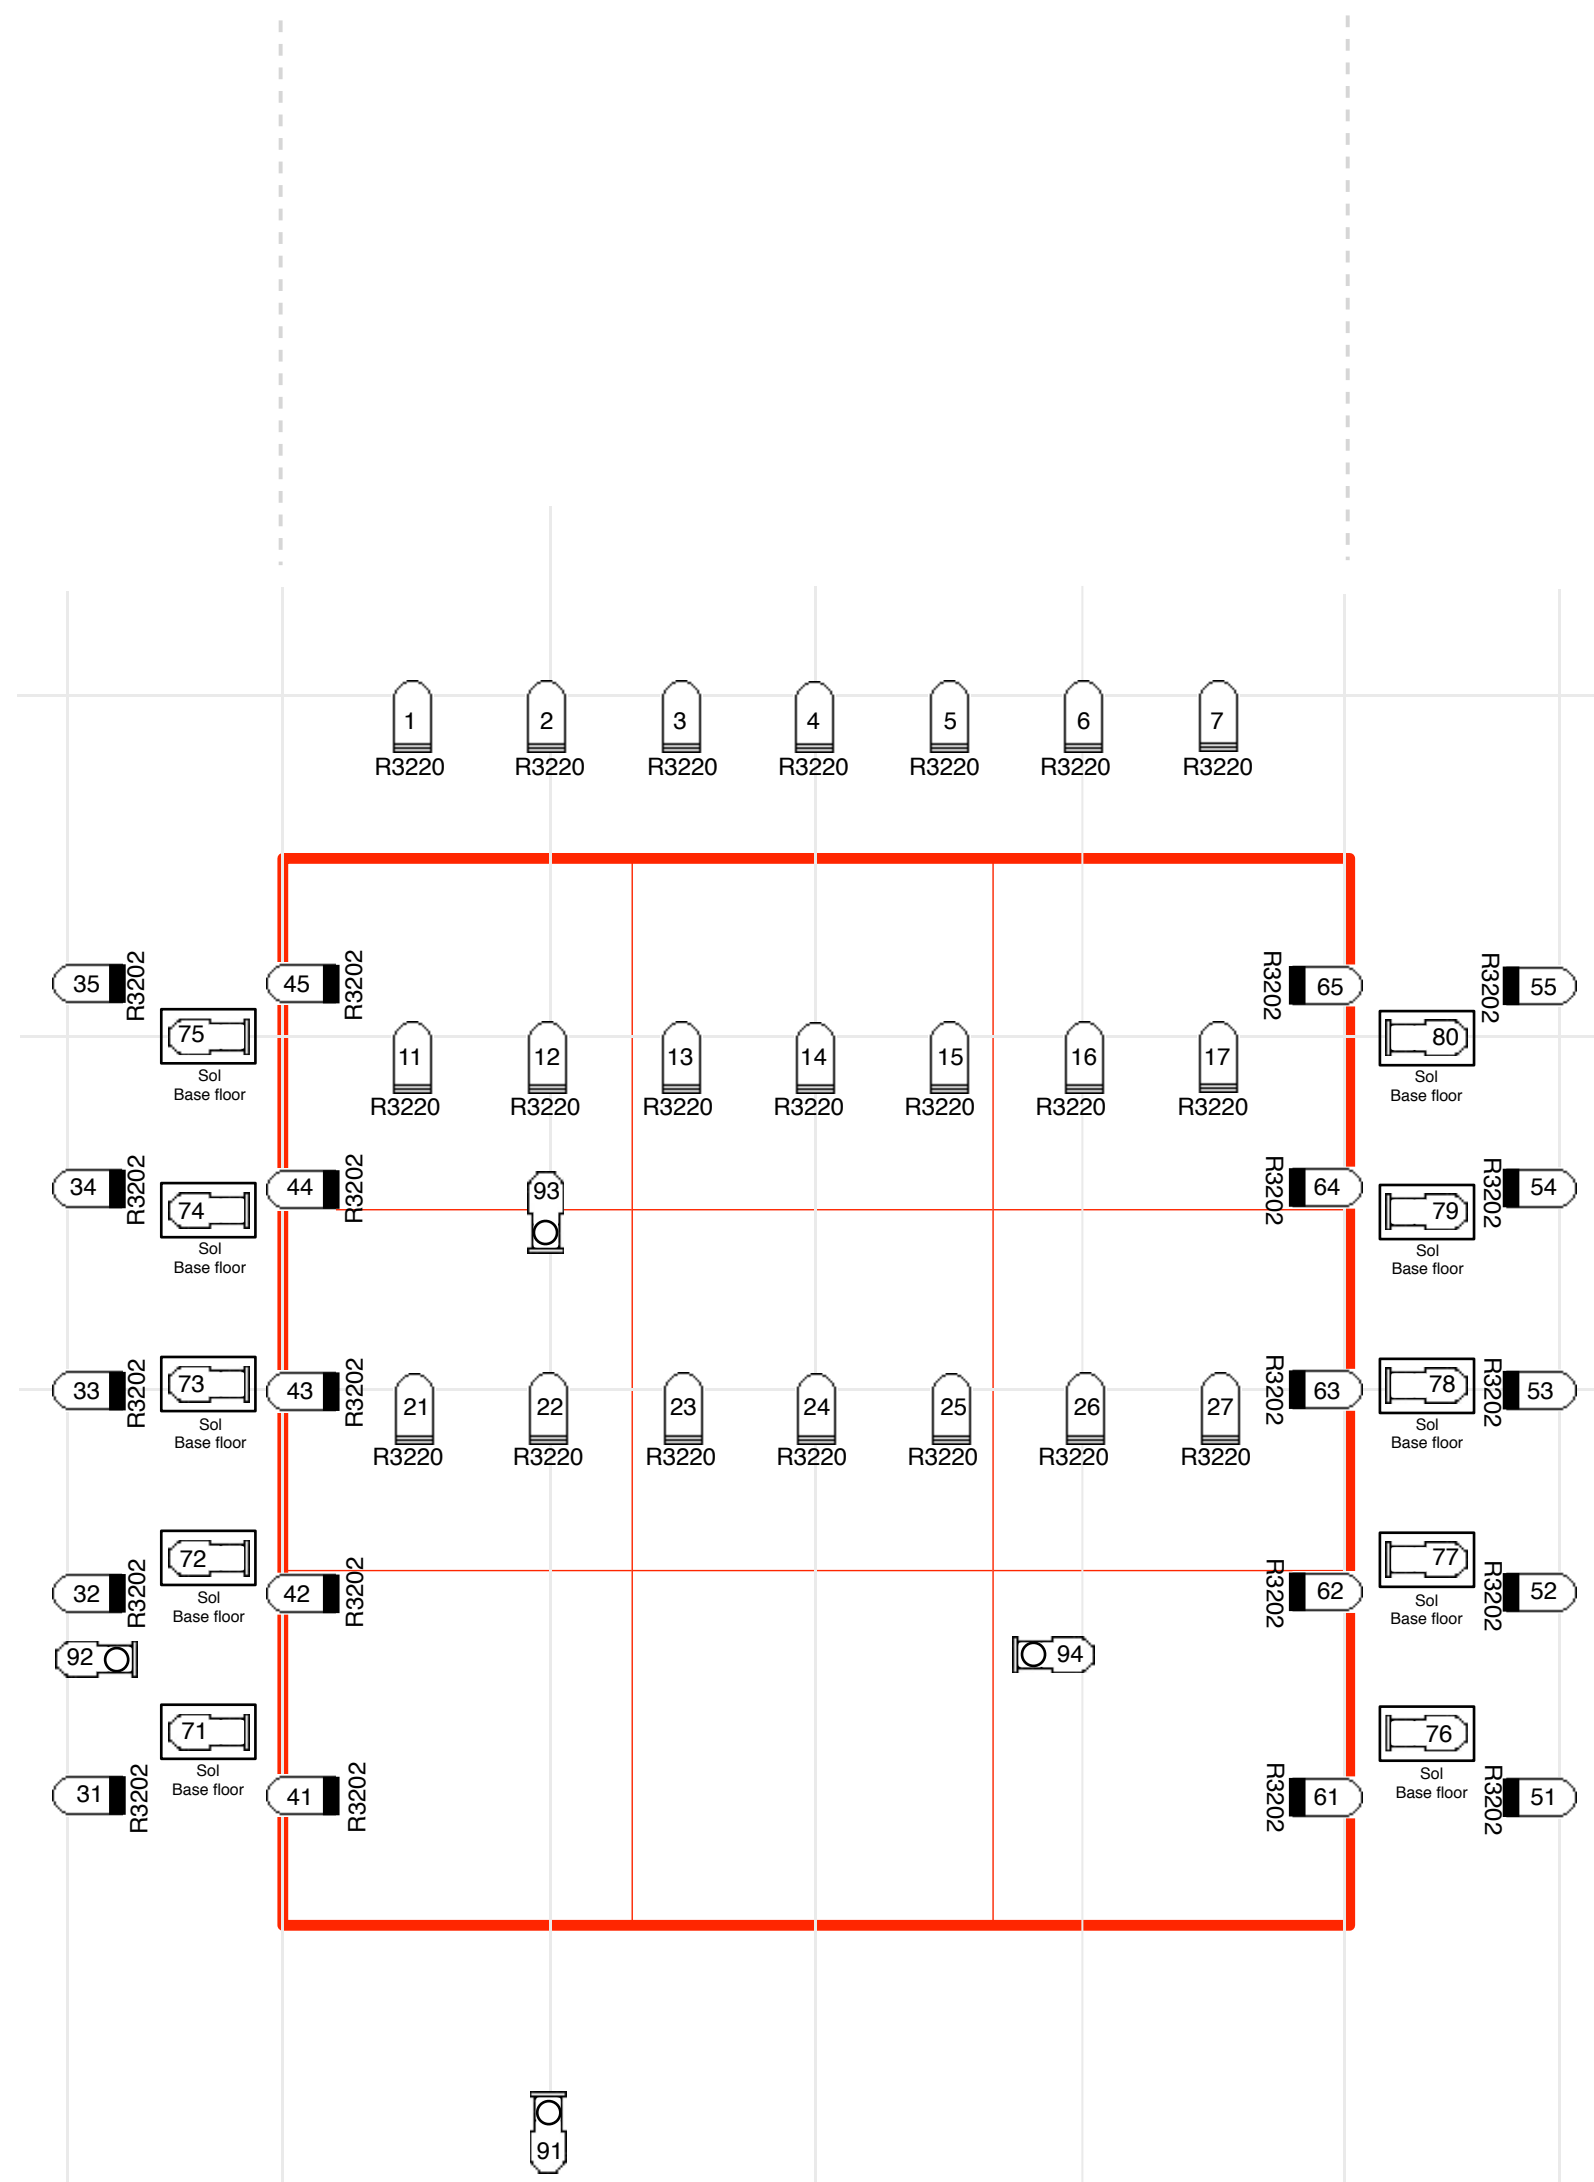 1 2 3 4 5 6 7
R3220 R3220 R3220 R3220 R3220 R3220 R3220
35 R3202 45 R3202 R3202 65 R3202 55
75 80
Sol Sol
Base floor Base floor
11 12 13 14 15 16 17
R3220 R3220 R3220 R3220 R3220 R3220 R3220
34 R3202 44 R3202 93 R3202 64 R3202 54
74 79
Sol Sol
Base floor Base floor
33 R3202 73 43 R3202 R3202 63 78 R3202 53
Sol Sol
Base floor Base floor
21 22 23 24 25 26 27
R3220 R3220 R3220 R3220 R3220 R3220 R3220
72 77
Sol Sol
Base floor Base floor
32 R3202 42 R3202 R3202 62 R3202 52
92 94
71 76
Sol Sol
Base floor Base floor
31 R3202 41 R3202 R3202 61 R3202 51
91